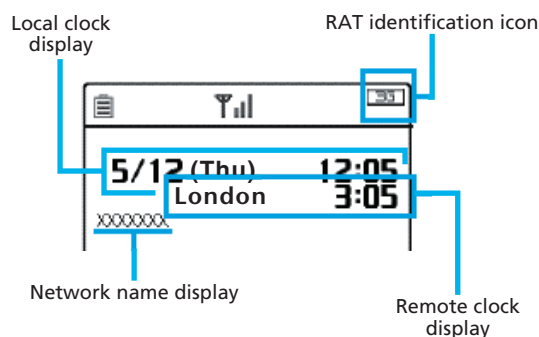 Local clock
display
RAT identification icon
3G
5/12 (Thu) 12:05
London 3:05
XXXXXXX
Network name display
Remote clock
display